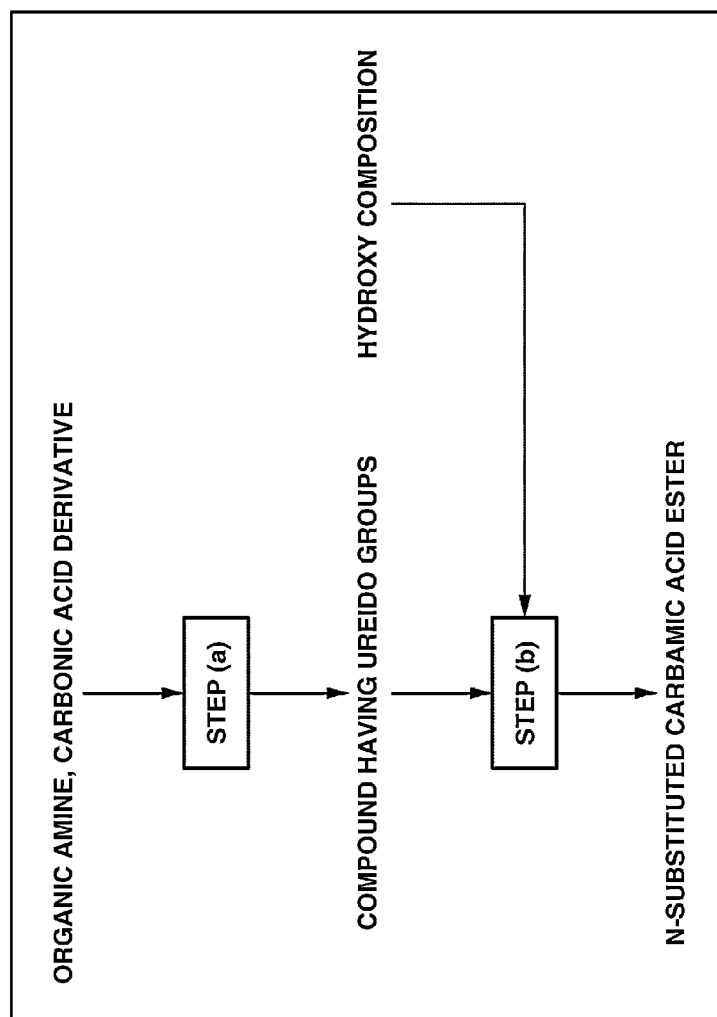 ORGANIC AMINE, CARBONIC ACID DERIVATIVE
STEP (a)
COMPOUND HAVING UREIDO GROUPS
HYDROXY COMPOSITION
STEP (b)
N-SUBSTITUTED CARBAMIC ACID ESTER